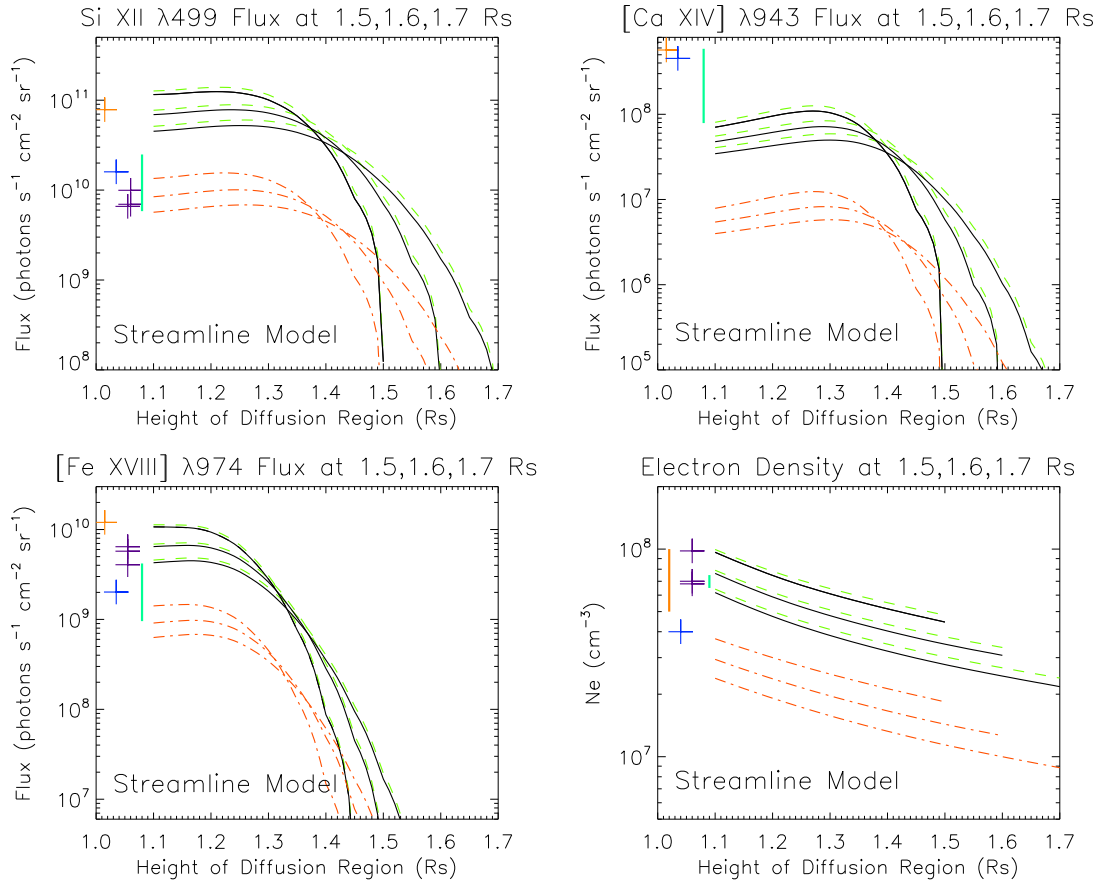 Si XII λ499 Flux at 1.5,1.6,1.7 Rs
Flux (photons s⁻¹ cm⁻² sr⁻¹)
10¹¹
10¹⁰
10⁹
10⁸
Streamline Model
1.0 1.1 1.2 1.3 1.4 1.5 1.6 1.7
Height of Diffusion Region (Rs)
[Ca XIV] λ943 Flux at 1.5,1.6,1.7 Rs
Flux (photons s⁻¹ cm⁻² sr⁻¹)
10⁸
10⁷
10⁶
10⁵
Streamline Model
1.0 1.1 1.2 1.3 1.4 1.5 1.6 1.7
Height of Diffusion Region (Rs)
[Fe XVIII] λ974 Flux at 1.5,1.6,1.7 Rs
Flux (photons s⁻¹ cm⁻² sr⁻¹)
10¹⁰
10⁹
10⁸
10⁷
Streamline Model
1.0 1.1 1.2 1.3 1.4 1.5 1.6 1.7
Height of Diffusion Region (Rs)
Electron Density at 1.5,1.6,1.7 Rs
Ne (cm⁻³)
10⁸
10⁷
Streamline Model
1.0 1.1 1.2 1.3 1.4 1.5 1.6 1.7
Height of Diffusion Region (Rs)